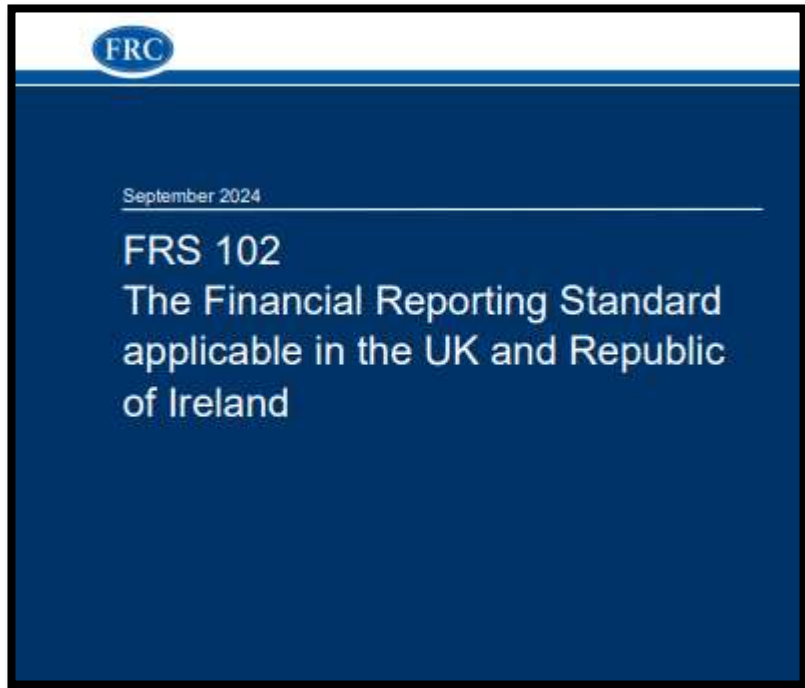 FRC
September 2024
FRS 102
The Financial Reporting Standard
applicable in the UK and Republic
of Ireland